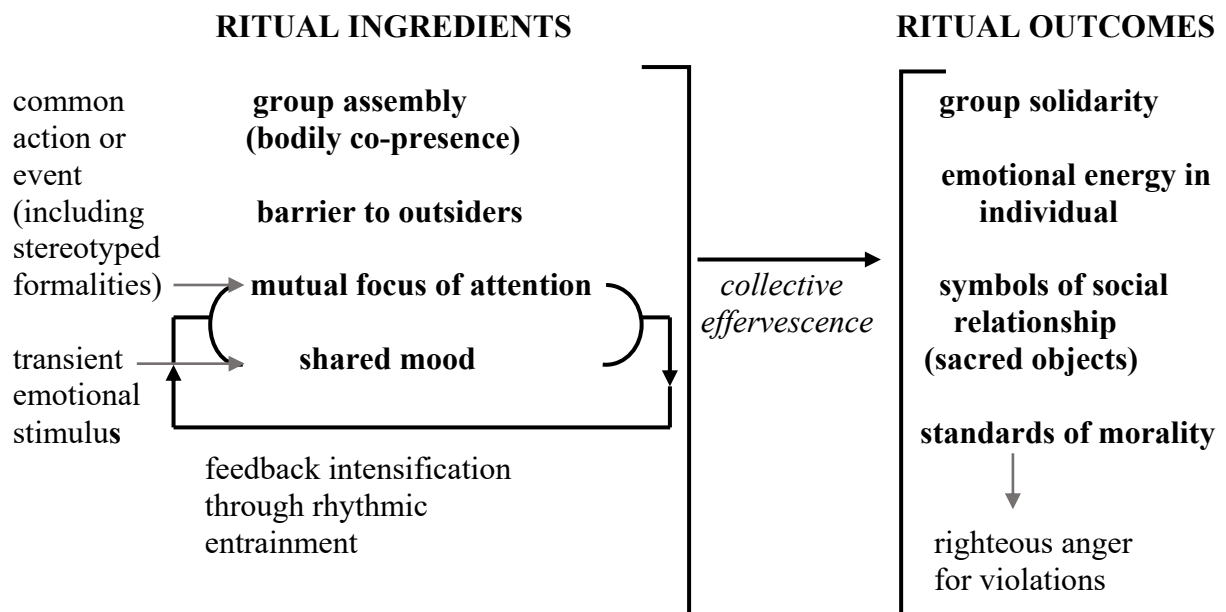 RITUAL INGREDIENTS
RITUAL OUTCOMES
common
action or
event
(including
stereotyped
formalities)
transient
emotional
stimulus
group assembly
(bodily co-presence)
barrier to outsiders
mutual focus of attention
shared mood
feedback intensification
through rhythmic
entrainment
collective
effervescence
group solidarity
emotional energy in
individual
symbols of social
relationship
(sacred objects)
standards of morality
righteous anger
for violations